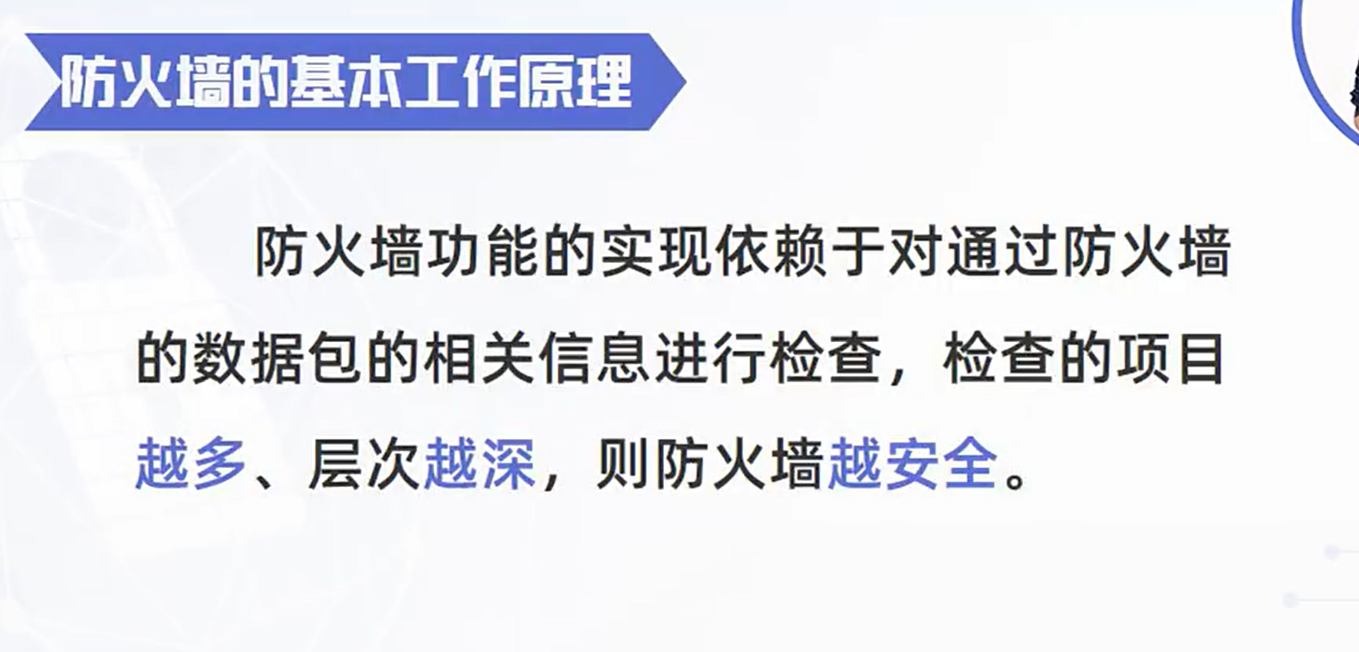 防火墙的基本工作原理
防火墙功能的实现依赖于对通过防火墙
的数据包的相关信息进行检查，检查的项目
越多、层次越深，则防火墙越安全。